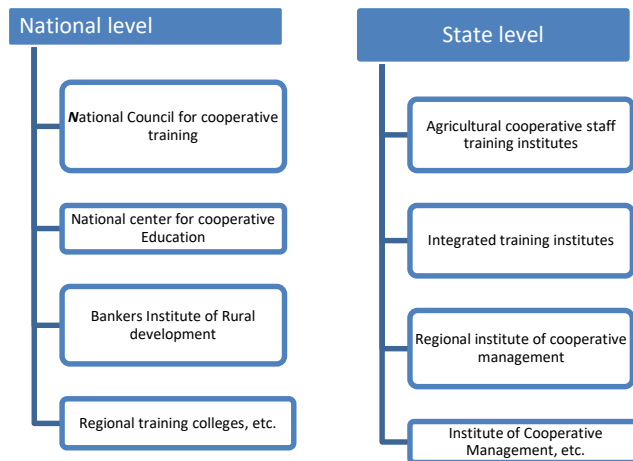 National level
National Council for cooperative
training
National center for cooperative
Education
Bankers Institute of Rural
development
Regional training colleges, etc.
State level
Agricultural cooperative staff
training institutes
Integrated training institutes
Regional institute of cooperative
management
Institute of Cooperative
Management, etc.